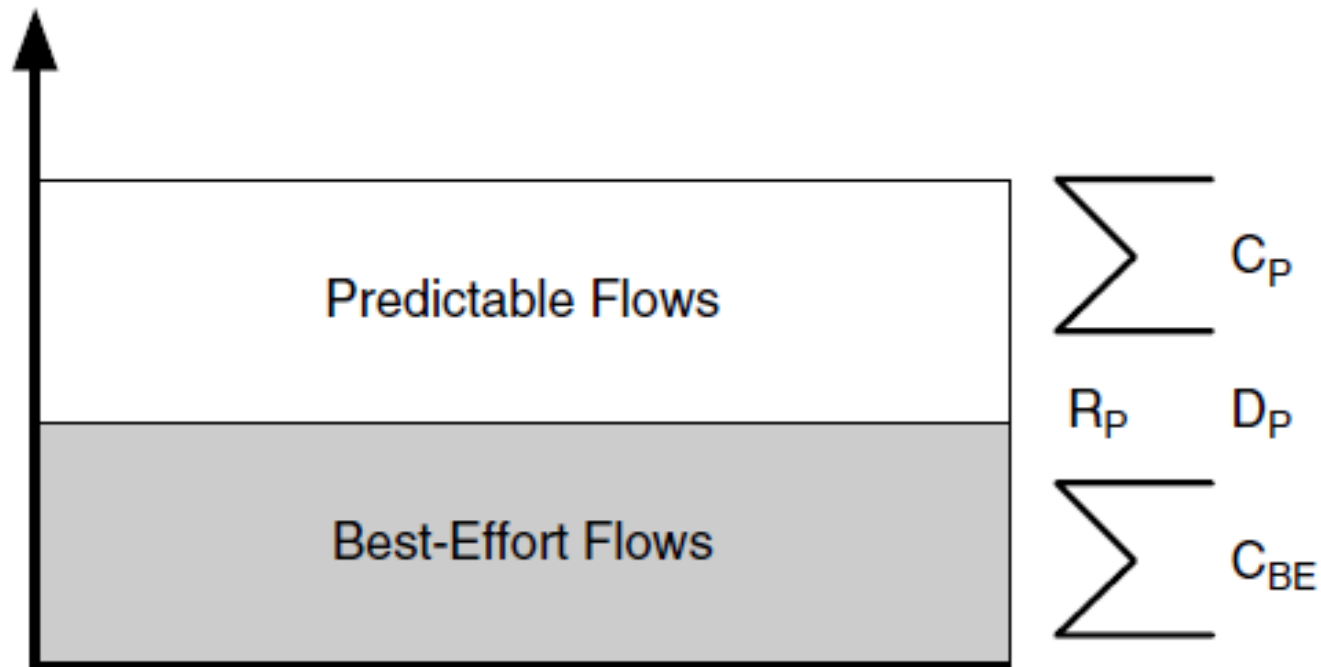 Predictable Flows
Best-Effort Flows
∑ C_P
R_P D_P
∑ C_BE